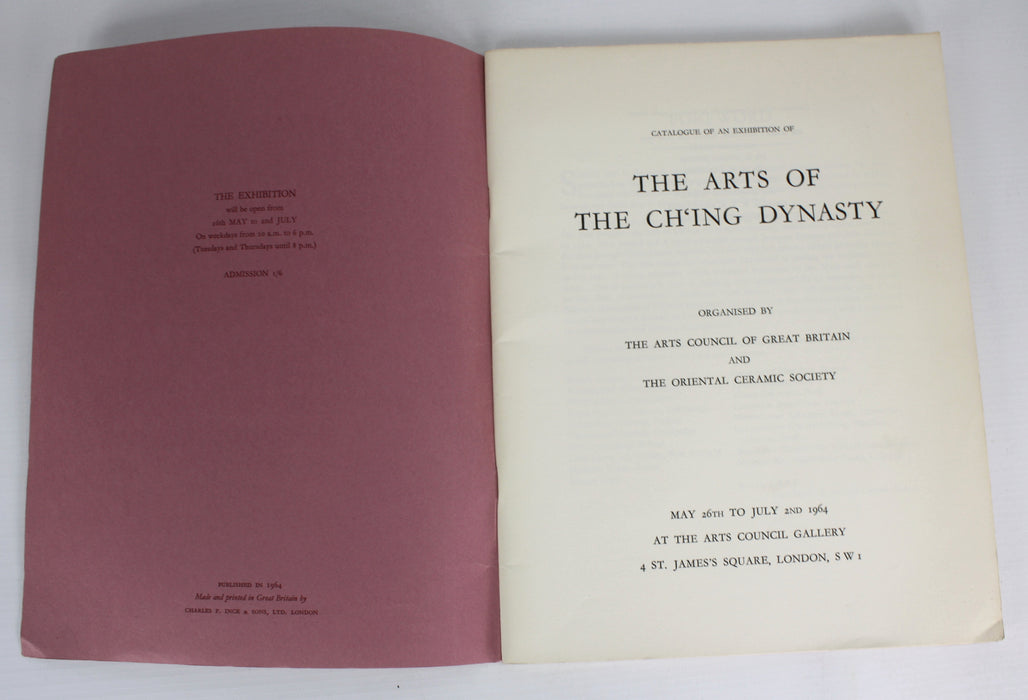 THE EXHIBITION
will be open from
26th MAY to 2nd JULY
On weekdays from 10 a.m. to 6 p.m.
(Tuesdays and Thursdays until 8 p.m.)
ADMISSION 1/6
PUBLISHED IN 1964
Made and printed in Great Britain by
CHARLES F. INCE & SONS, LTD. LONDON
CATALOGUE OF AN EXHIBITION OF
THE ARTS OF
THE CH‘ING DYNASTY
ORGANISED BY
THE ARTS COUNCIL OF GREAT BRITAIN
AND
THE ORIENTAL CERAMIC SOCIETY
MAY 26TH TO JULY 2ND 1964
AT THE ARTS COUNCIL GALLERY
4 ST. JAMES'S SQUARE, LONDON, S W 1